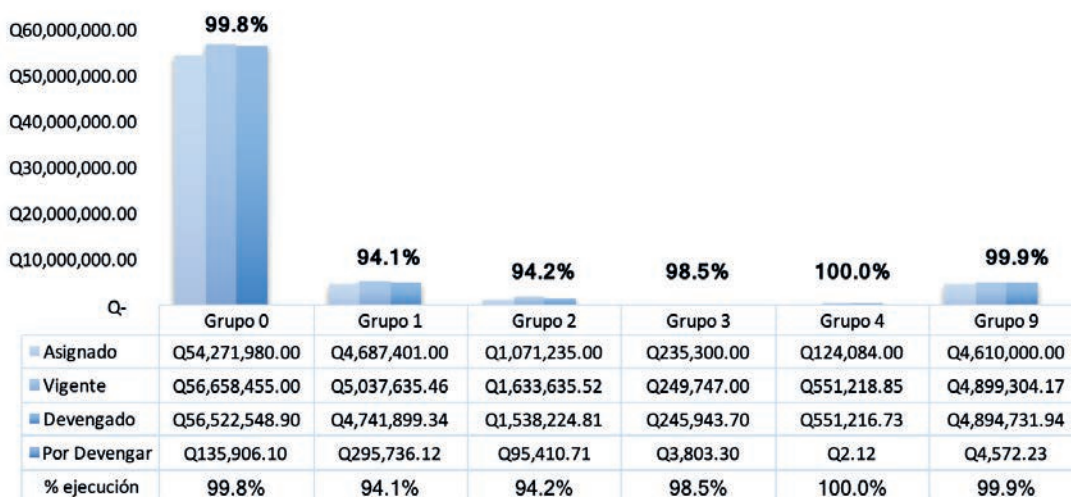 Q60,000,000.00
Q50,000,000.00
Q40,000,000.00
Q30,000,000.00
Q20,000,000.00
Q10,000,000.00
Q-
99.8% 94.1% 94.2% 98.5% 100.0% 99.9%
Grupo 0 Grupo 1 Grupo 2 Grupo 3 Grupo 4 Grupo 9
Asignado Q54,271,980.00 Q4,687,401.00 Q1,071,235.00 Q235,300.00 Q124,084.00 Q4,610,000.00
Vigente Q56,658,455.00 Q5,037,635.46 Q1,633,635.52 Q249,747.00 Q551,218.85 Q4,899,304.17
Devengado Q56,522,548.90 Q4,741,899.34 Q1,538,224.81 Q245,943.70 Q551,216.73 Q4,894,731.94
Por Devengar Q135,906.10 Q295,736.12 Q95,410.71 Q3,803.30 Q2.12 Q4,572.23
% ejecución 99.8% 94.1% 94.2% 98.5% 100.0% 99.9%